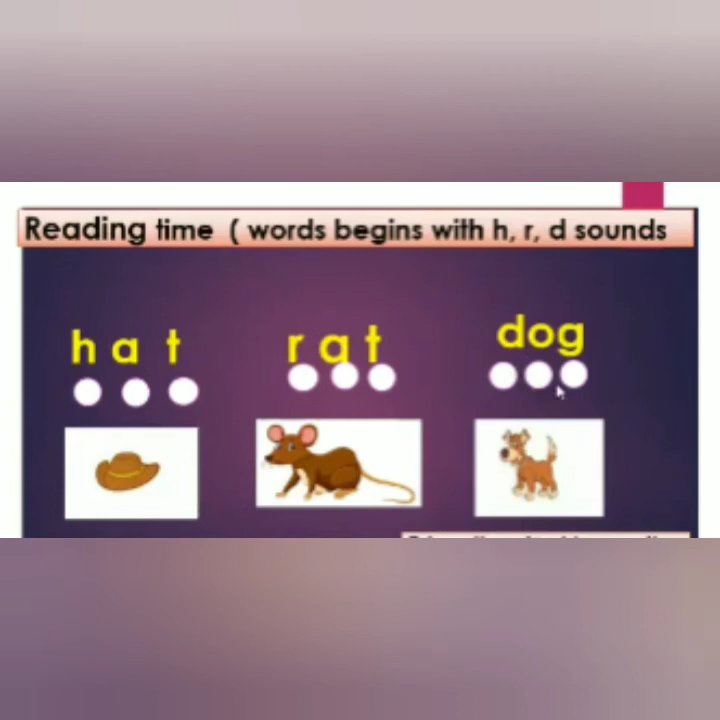 Reading time ( words begins with h, r, d sounds
h a t
r a t
dog